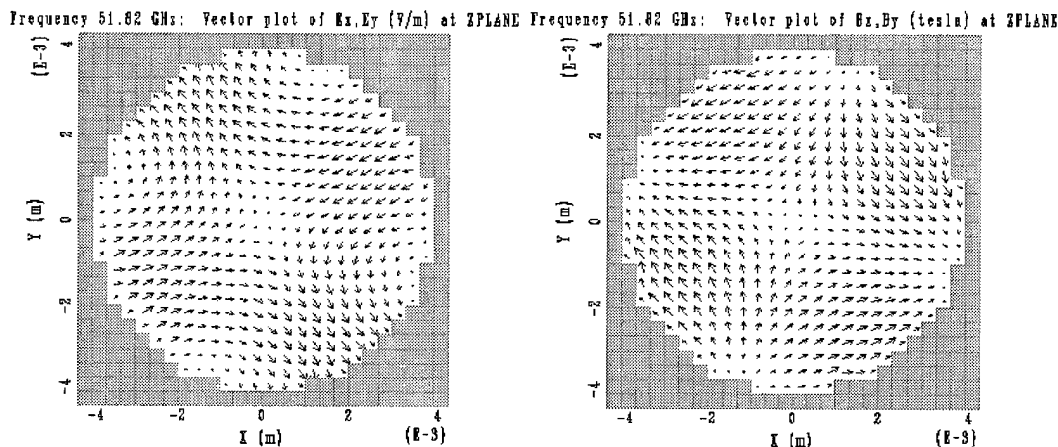 Frequency 51.82 GHz: Vector plot of Ex,Ey (V/m) at ZPLANE
(E-3)
4
2
0
-2
-4
Y (m)
-4 -2 0 2 4
X (m) (E-3)
Frequency 51.82 GHz: Vector plot of Bx,By (tesla) at ZPLANE
(E-3)
4
2
0
-2
-4
Y (m)
-4 -2 0 2 4
X (m) (E-3)